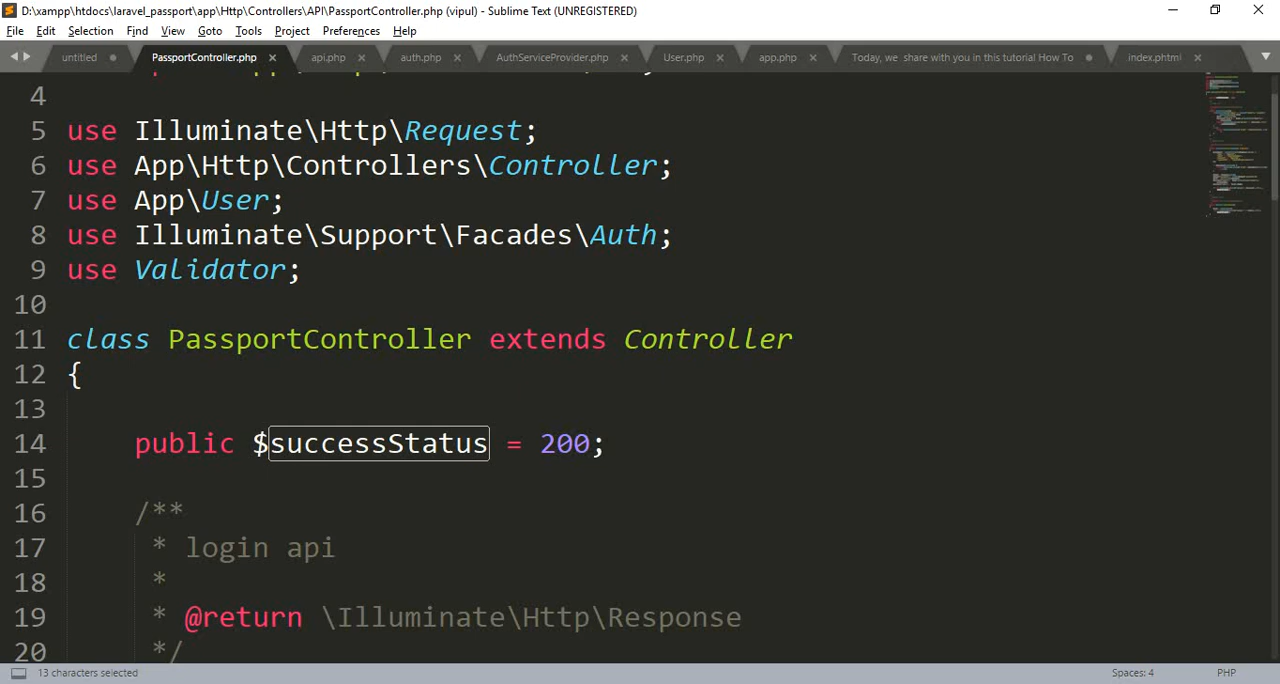 D:\xampp\htdocs\laravel_passport\app\Http\Controllers\API\PassportController.php (vipul) - Sublime Text (UNREGISTERED)
File Edit Selection Find View Goto Tools Project Preferences Help
untitled PassportController.php api.php auth.php AuthServiceProvider.php User.php app.php Today, we share with you in this tutorial How To index.phtml
4
5 use Illuminate\Http\Request;
6 use App\Http\Controllers\Controller;
7 use App\User;
8 use Illuminate\Support\Facades\Auth;
9 use Validator;
10
11 class PassportController extends Controller
12 {
13
14 public $successStatus = 200;
15
16 /**
17 * login api
18 *
19 * @return \Illuminate\Http\Response
20 */
13 characters selected Spaces: 4 PHP